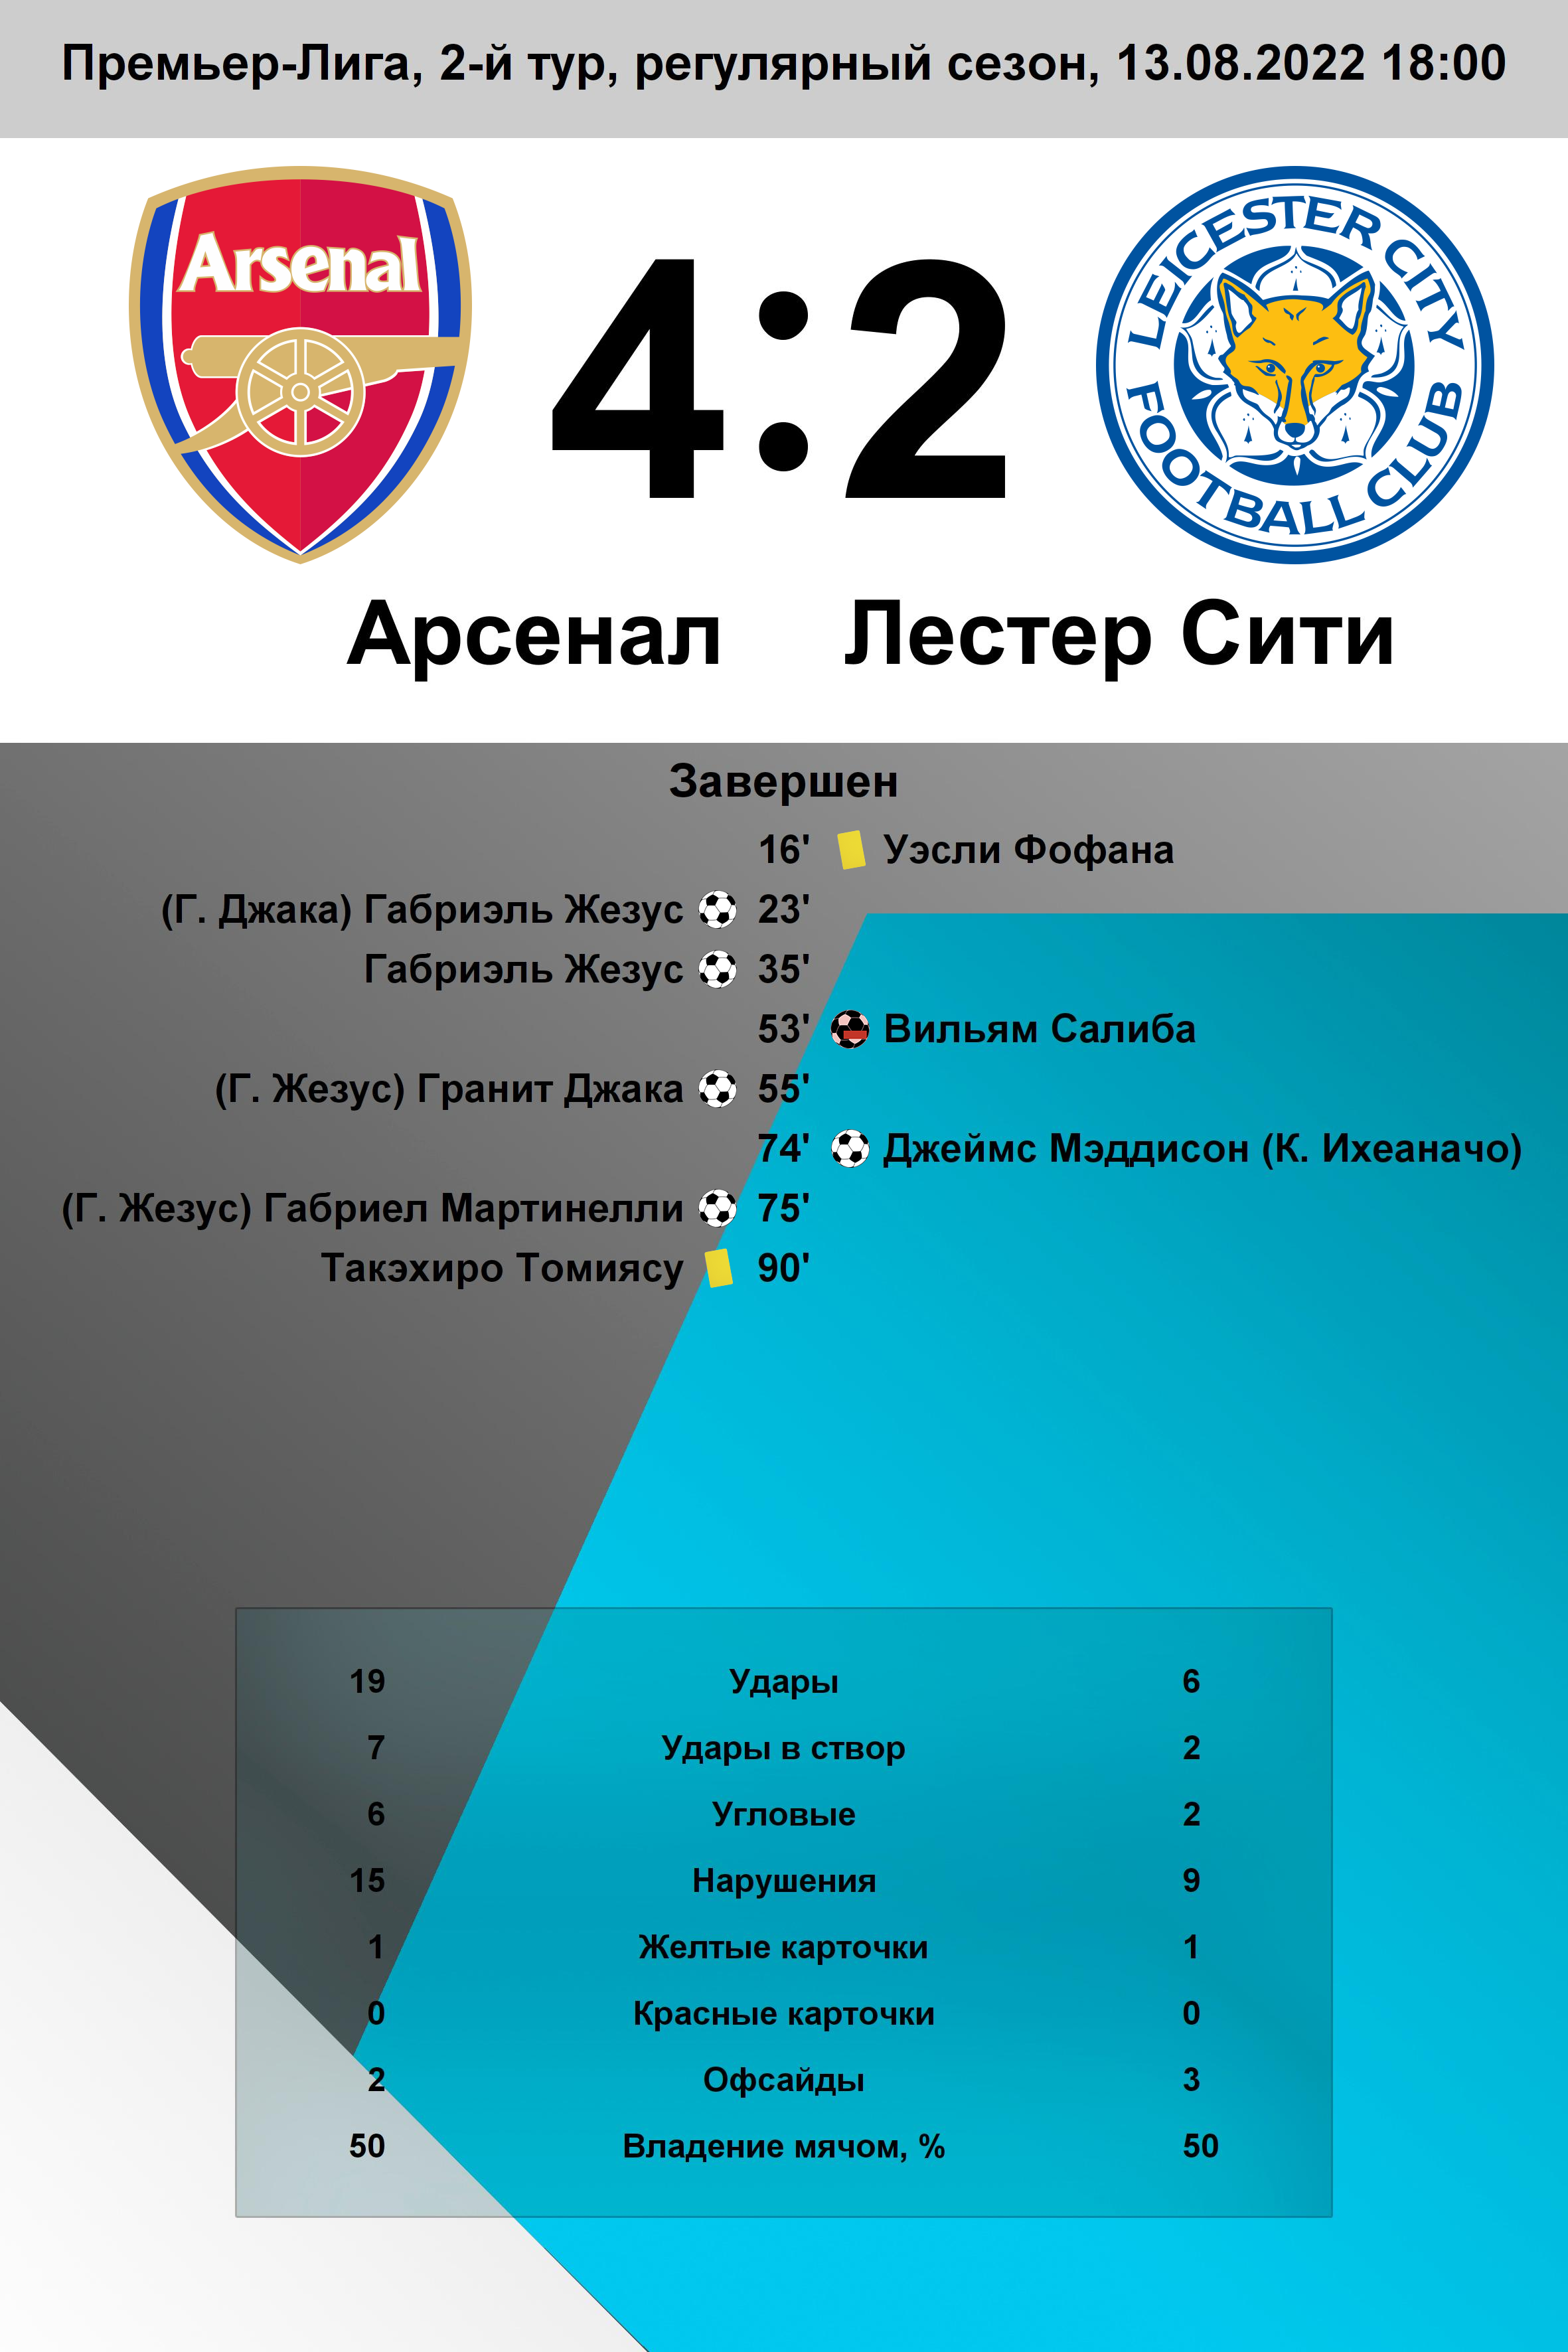 Премьер-Лига, 2-й тур, регулярный сезон, 13.08.2022 18:00
Arsenal
4:2
LEICESTER CITY
FOOTBALL CLUB
Арсенал Лестер Сити
Завершен
16' Уэсли Фофана
(Г. Джака) Габриэль Жезус 23'
Габриэль Жезус 35'
53' Вильям Салиба
(Г. Жезус) Гранит Джака 55'
74' Джеймс Мэддисон (К. Ихеаначо)
(Г. Жезус) Габриел Мартинелли 75'
Такэхиро Томиясу 90'
19 Удары 6
7 Удары в створ 2
6 Угловые 2
15 Нарушения 9
1 Желтые карточки 1
0 Красные карточки 0
2 Офсайды 3
50 Владение мячом, % 50